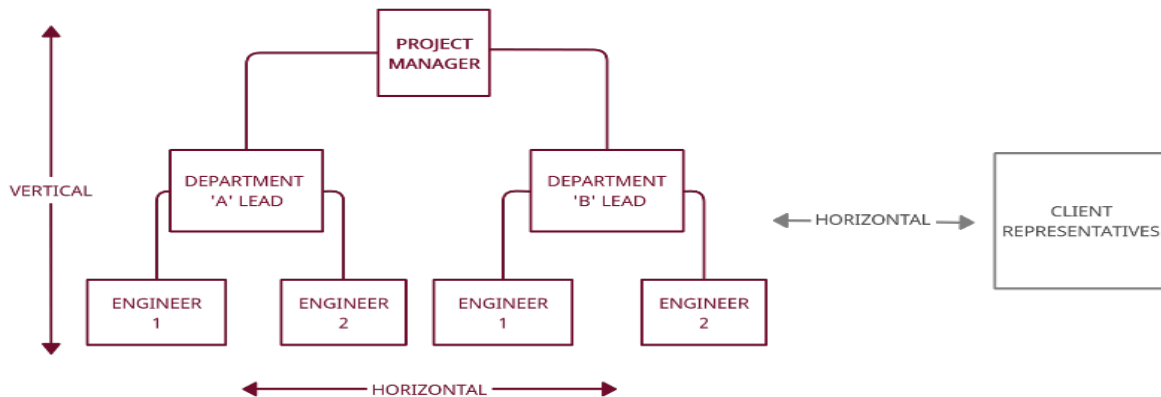 PROJECT
MANAGER
VERTICAL
DEPARTMENT
'A' LEAD
DEPARTMENT
'B' LEAD
HORIZONTAL
CLIENT
REPRESENTATIVES
ENGINEER
1
ENGINEER
2
ENGINEER
1
ENGINEER
2
HORIZONTAL